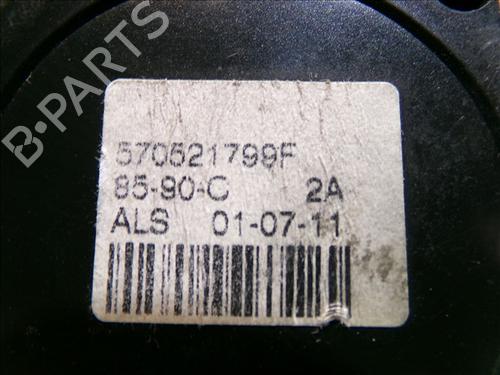 B-PARTS
570521799F
85-90-C 2A
ALS 01-07-11